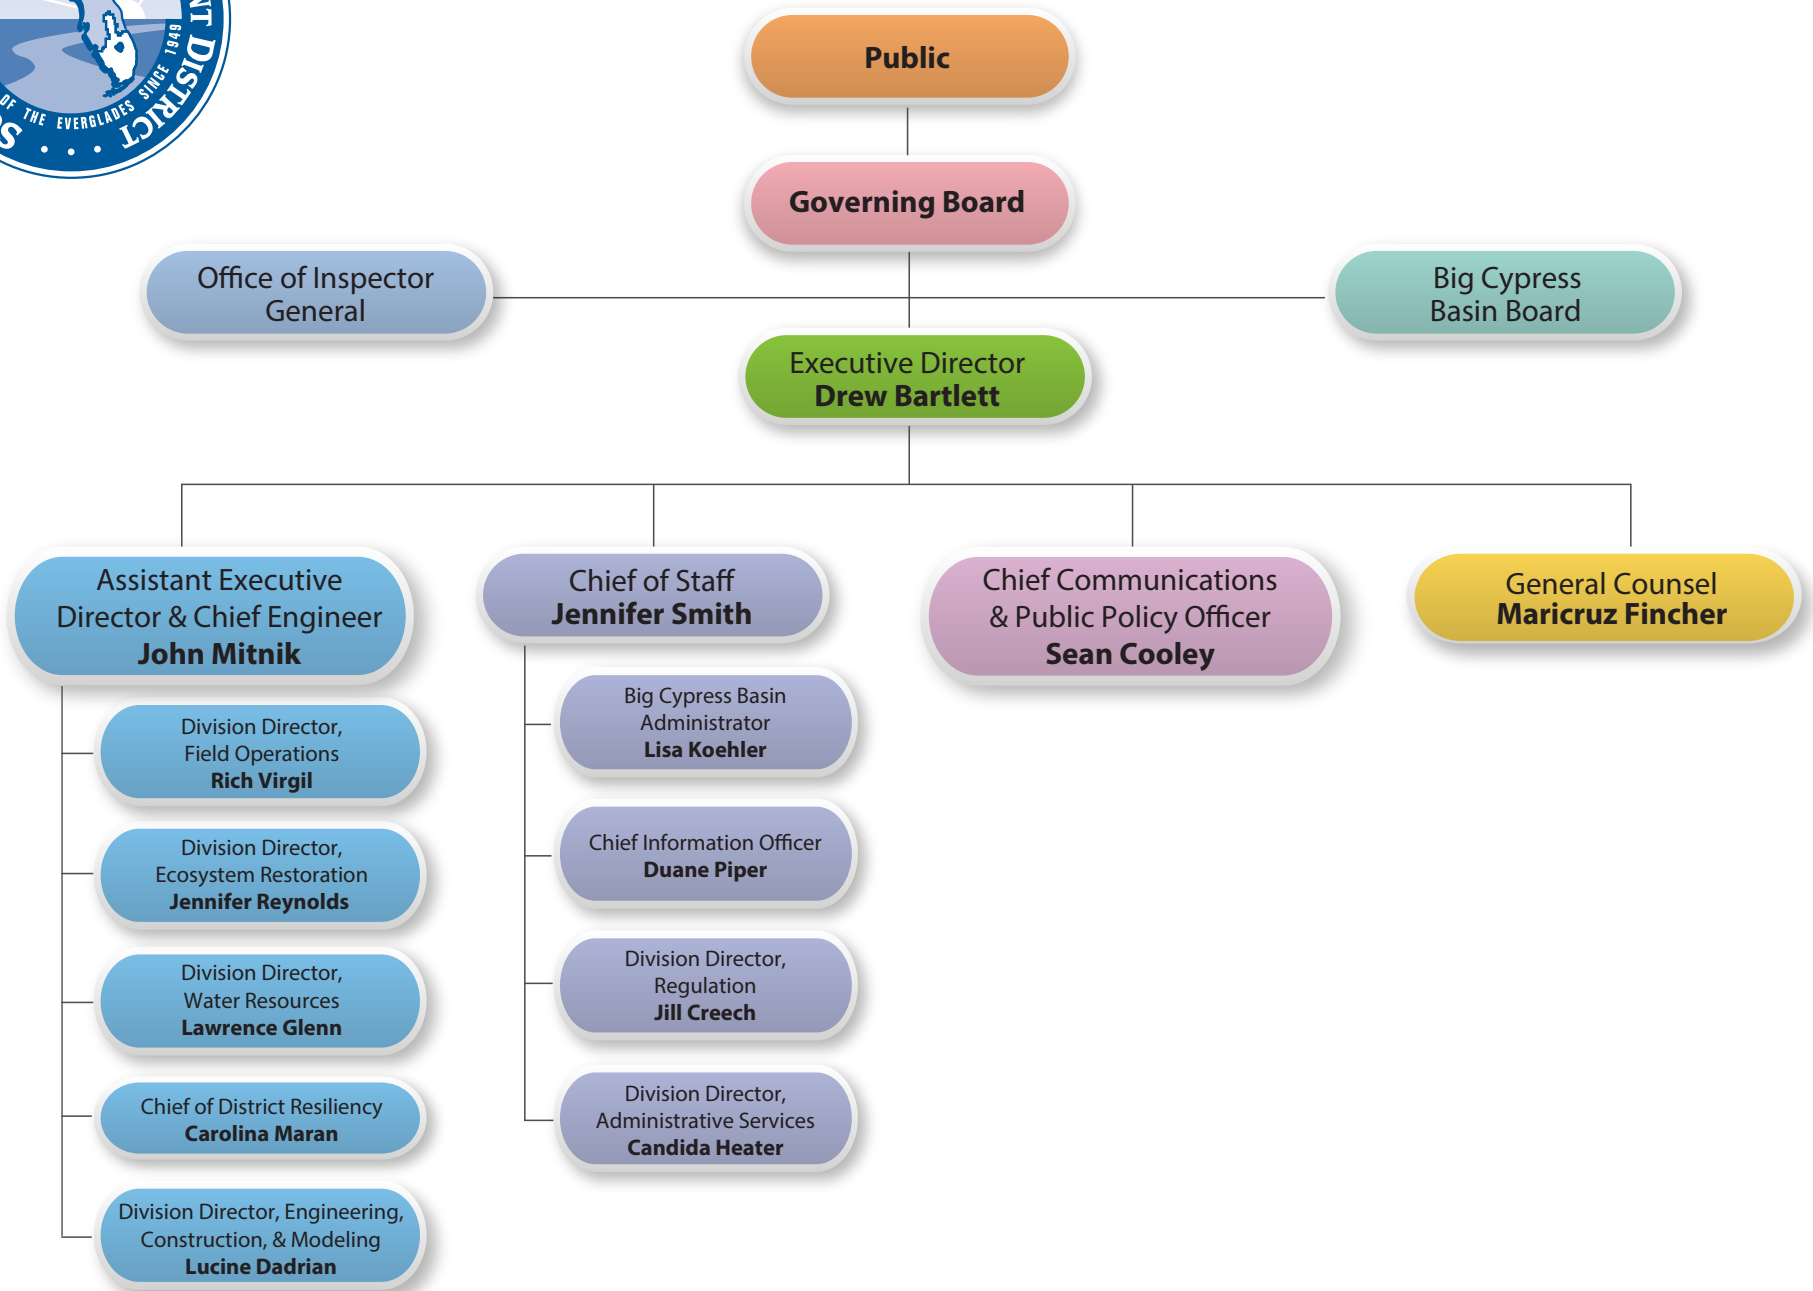 NT DISTRICT
OF THE EVERGLADES SINCE 1949
Public
Governing Board
Office of Inspector
General
Big Cypress
Basin Board
Executive Director
Drew Bartlett
Assistant Executive
Director & Chief Engineer
John Mitnik
Chief of Staff
Jennifer Smith
Chief Communications
& Public Policy Officer
Sean Cooley
General Counsel
Maricruz Fincher
Division Director,
Field Operations
Rich Virgil
Division Director,
Ecosystem Restoration
Jennifer Reynolds
Division Director,
Water Resources
Lawrence Glenn
Chief of District Resiliency
Carolina Maran
Division Director, Engineering,
Construction, & Modeling
Lucine Dadrian
Big Cypress Basin
Administrator
Lisa Koehler
Chief Information Officer
Duane Piper
Division Director,
Regulation
Jill Creech
Division Director,
Administrative Services
Candida Heater